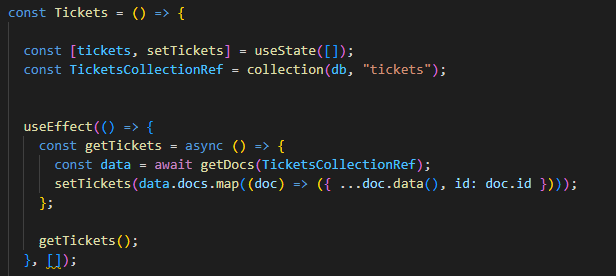 const Tickets = () => {
const [tickets, setTickets] = useState([]);
const TicketsCollectionRef = collection(db, "tickets");
useEffect(() => {
const getTickets = async () => {
const data = await getDocs(TicketsCollectionRef);
setTickets(data.docs.map((doc) => ({ ...doc.data(), id: doc.id })));
};
getTickets();
}, []);